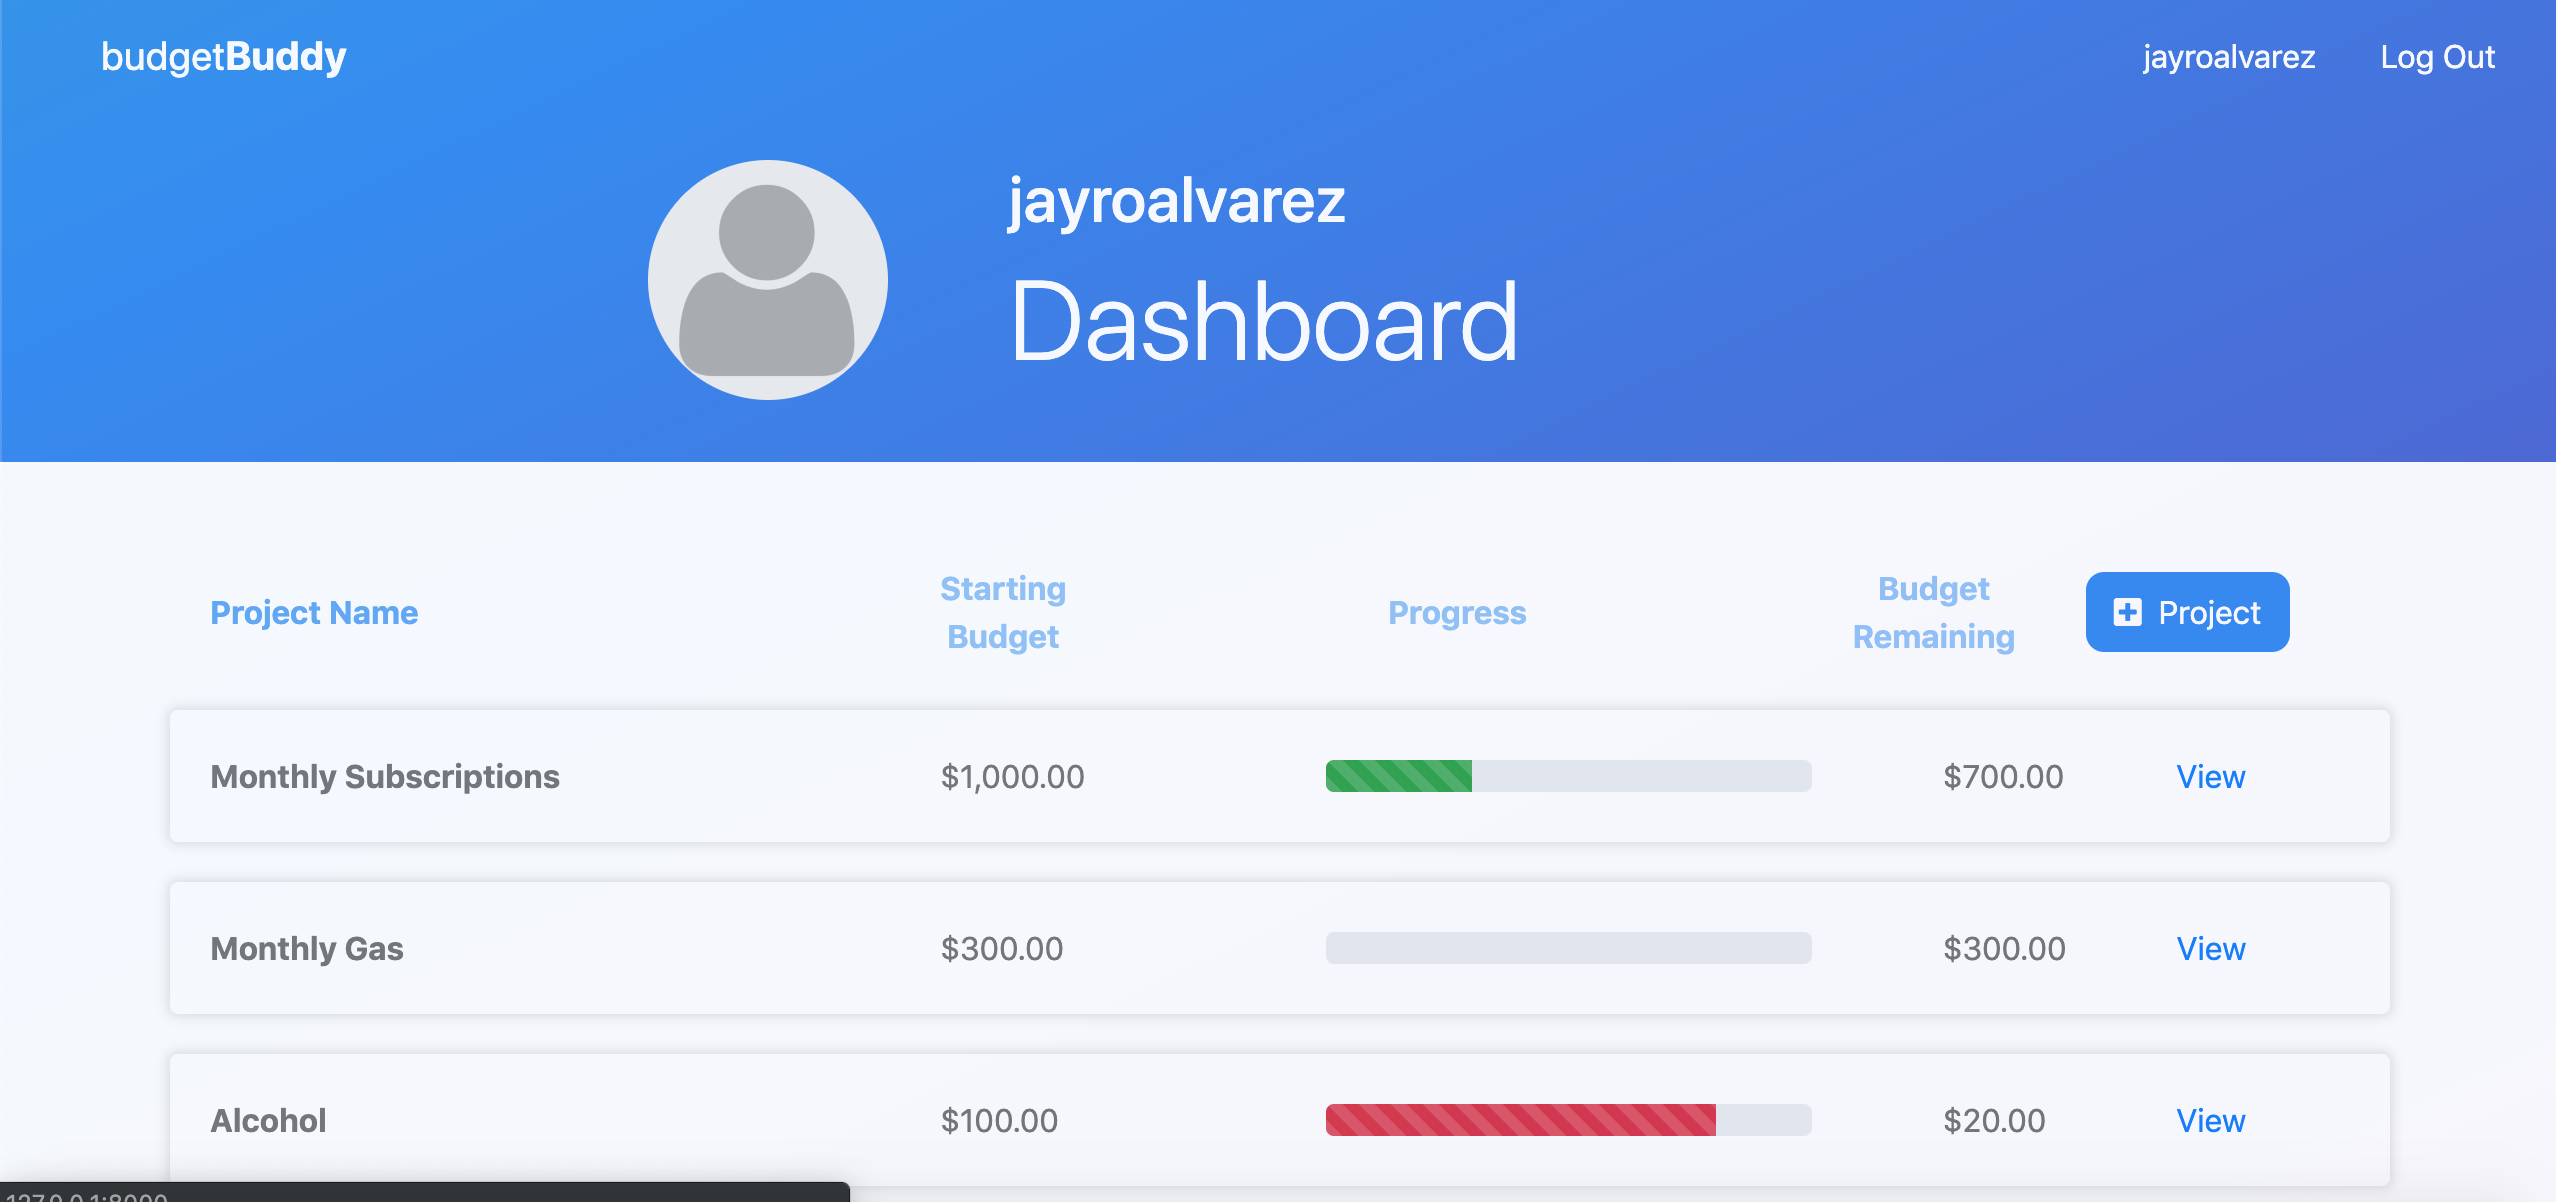 budgetBuddy
jayroalvarez
Log Out
jayroalvarez
Dashboard
Project Name
Starting
Budget
Progress
Budget
Remaining
Project
Monthly Subscriptions
$1,000.00
$700.00
View
Monthly Gas
$300.00
$300.00
View
Alcohol
$100.00
$20.00
View
127.0.0.1:8000